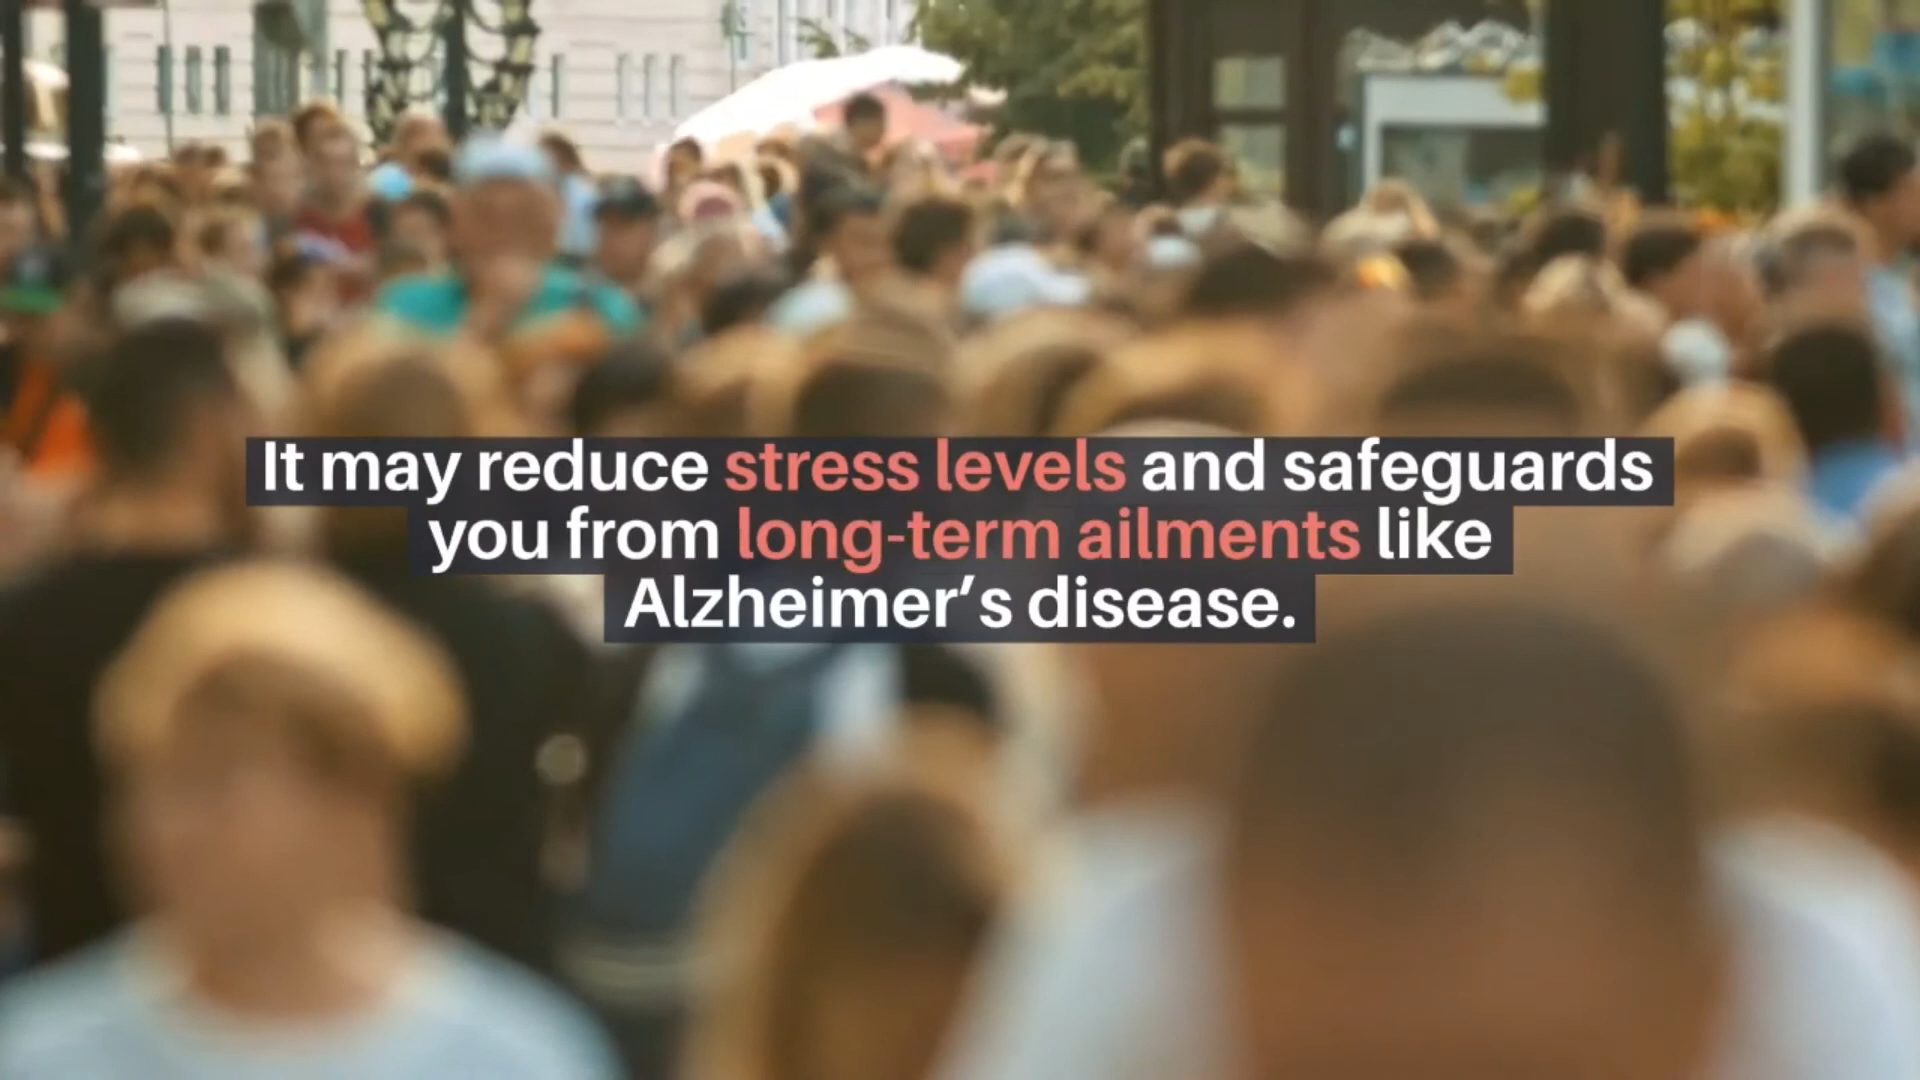 It may reduce stress levels and safeguards
you from long-term ailments like
Alzheimer’s disease.